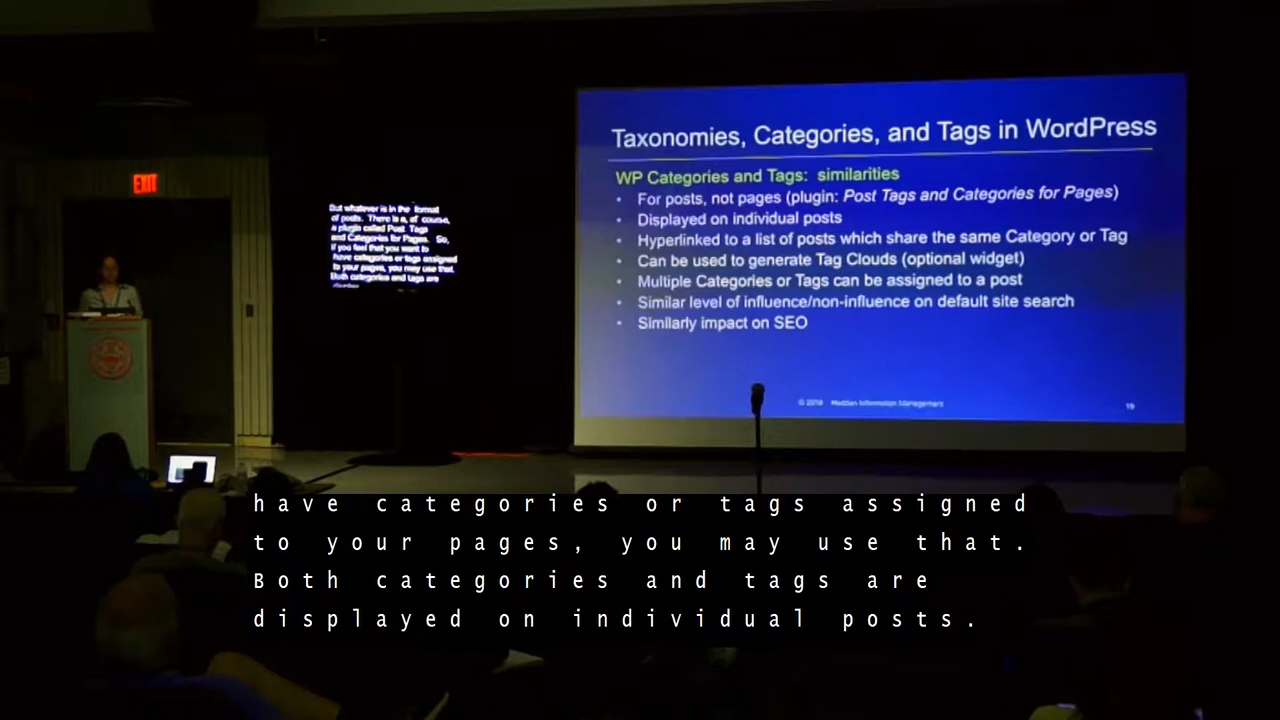 EXIT
But whatever is in the format
of posts. There is a, of course,
a plugin called Post Tags
and Categories for Pages. So,
if you feel that you want to
have categories or tags assigned
to your pages, you may use that.
Both categories and tags are
Taxonomies, Categories, and Tags in WordPress
WP Categories and Tags: similarities
• For posts, not pages (plugin: Post Tags and Categories for Pages)
• Displayed on individual posts
• Hyperlinked to a list of posts which share the same Category or Tag
• Can be used to generate Tag Clouds (optional widget)
• Multiple Categories or Tags can be assigned to a post
• Similar level of influence/non-influence on default site search
• Similarly impact on SEO
Information Management
19
have categories or tags assigned
to your pages, you may use that.
Both categories and tags are
displayed on individual posts.